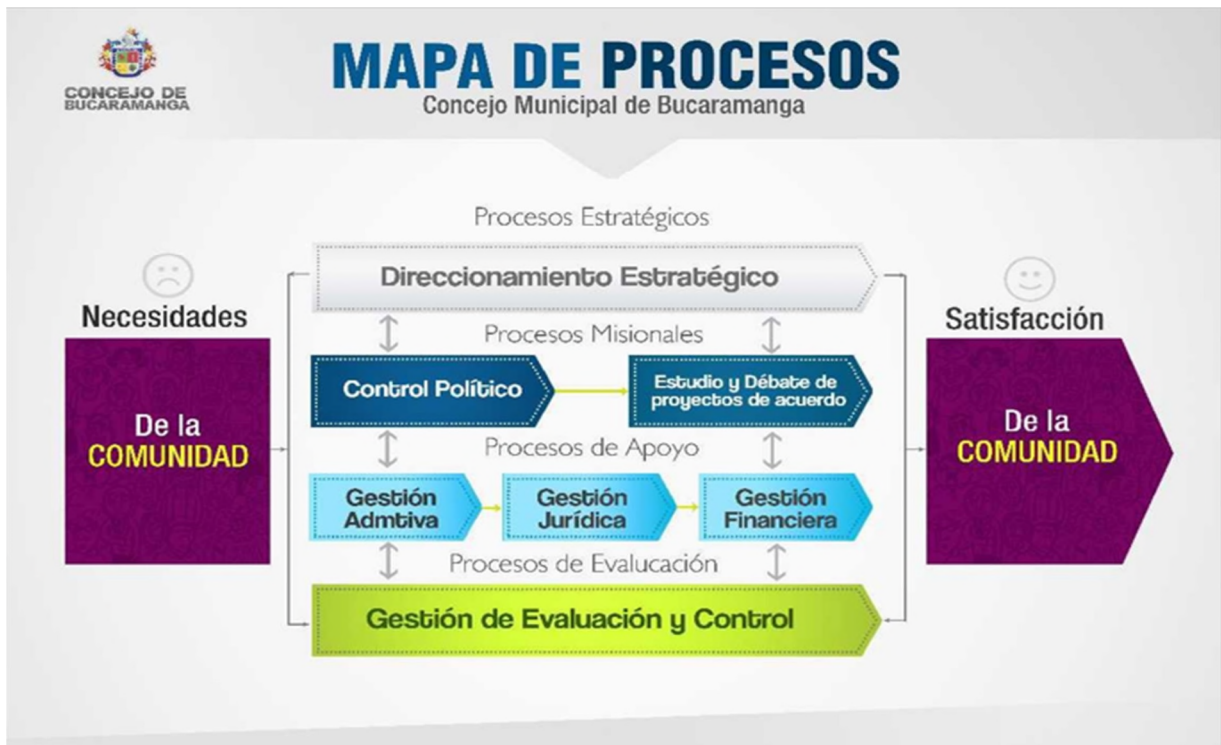 CONCEJO DE
BUCARAMANGA
MAPA DE PROCESOS
Concejo Municipal de Bucaramanga
Procesos Estratégicos
Direccionamiento Estratégico
Necesidades
De la
COMUNIDAD
Procesos Misionales
Control Político
Estudio y Débate de
proyectos de acuerdo
Procesos de Apoyo
Gestión
Admtiva
Gestión
Jurídica
Gestión
Financiera
Procesos de Evalucación
Gestión de Evaluación y Control
Satisfacción
De la
COMUNIDAD